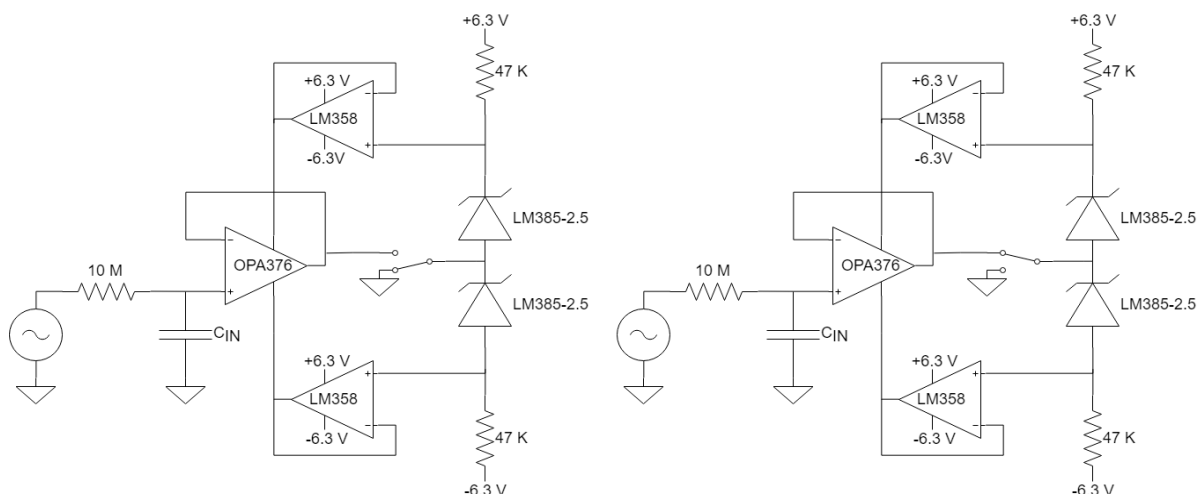 +6.3 V
47 K
+6.3 V
−
LM358
+
-6.3V
LM385-2.5
−
OPA376
+
10 M
LM385-2.5
CIN
+6.3 V
+
LM358
−
-6.3 V
47 K
-6.3 V
+6.3 V
47 K
+6.3 V
−
LM358
+
-6.3V
LM385-2.5
−
OPA376
+
10 M
LM385-2.5
CIN
+6.3 V
+
LM358
−
-6.3 V
47 K
-6.3 V